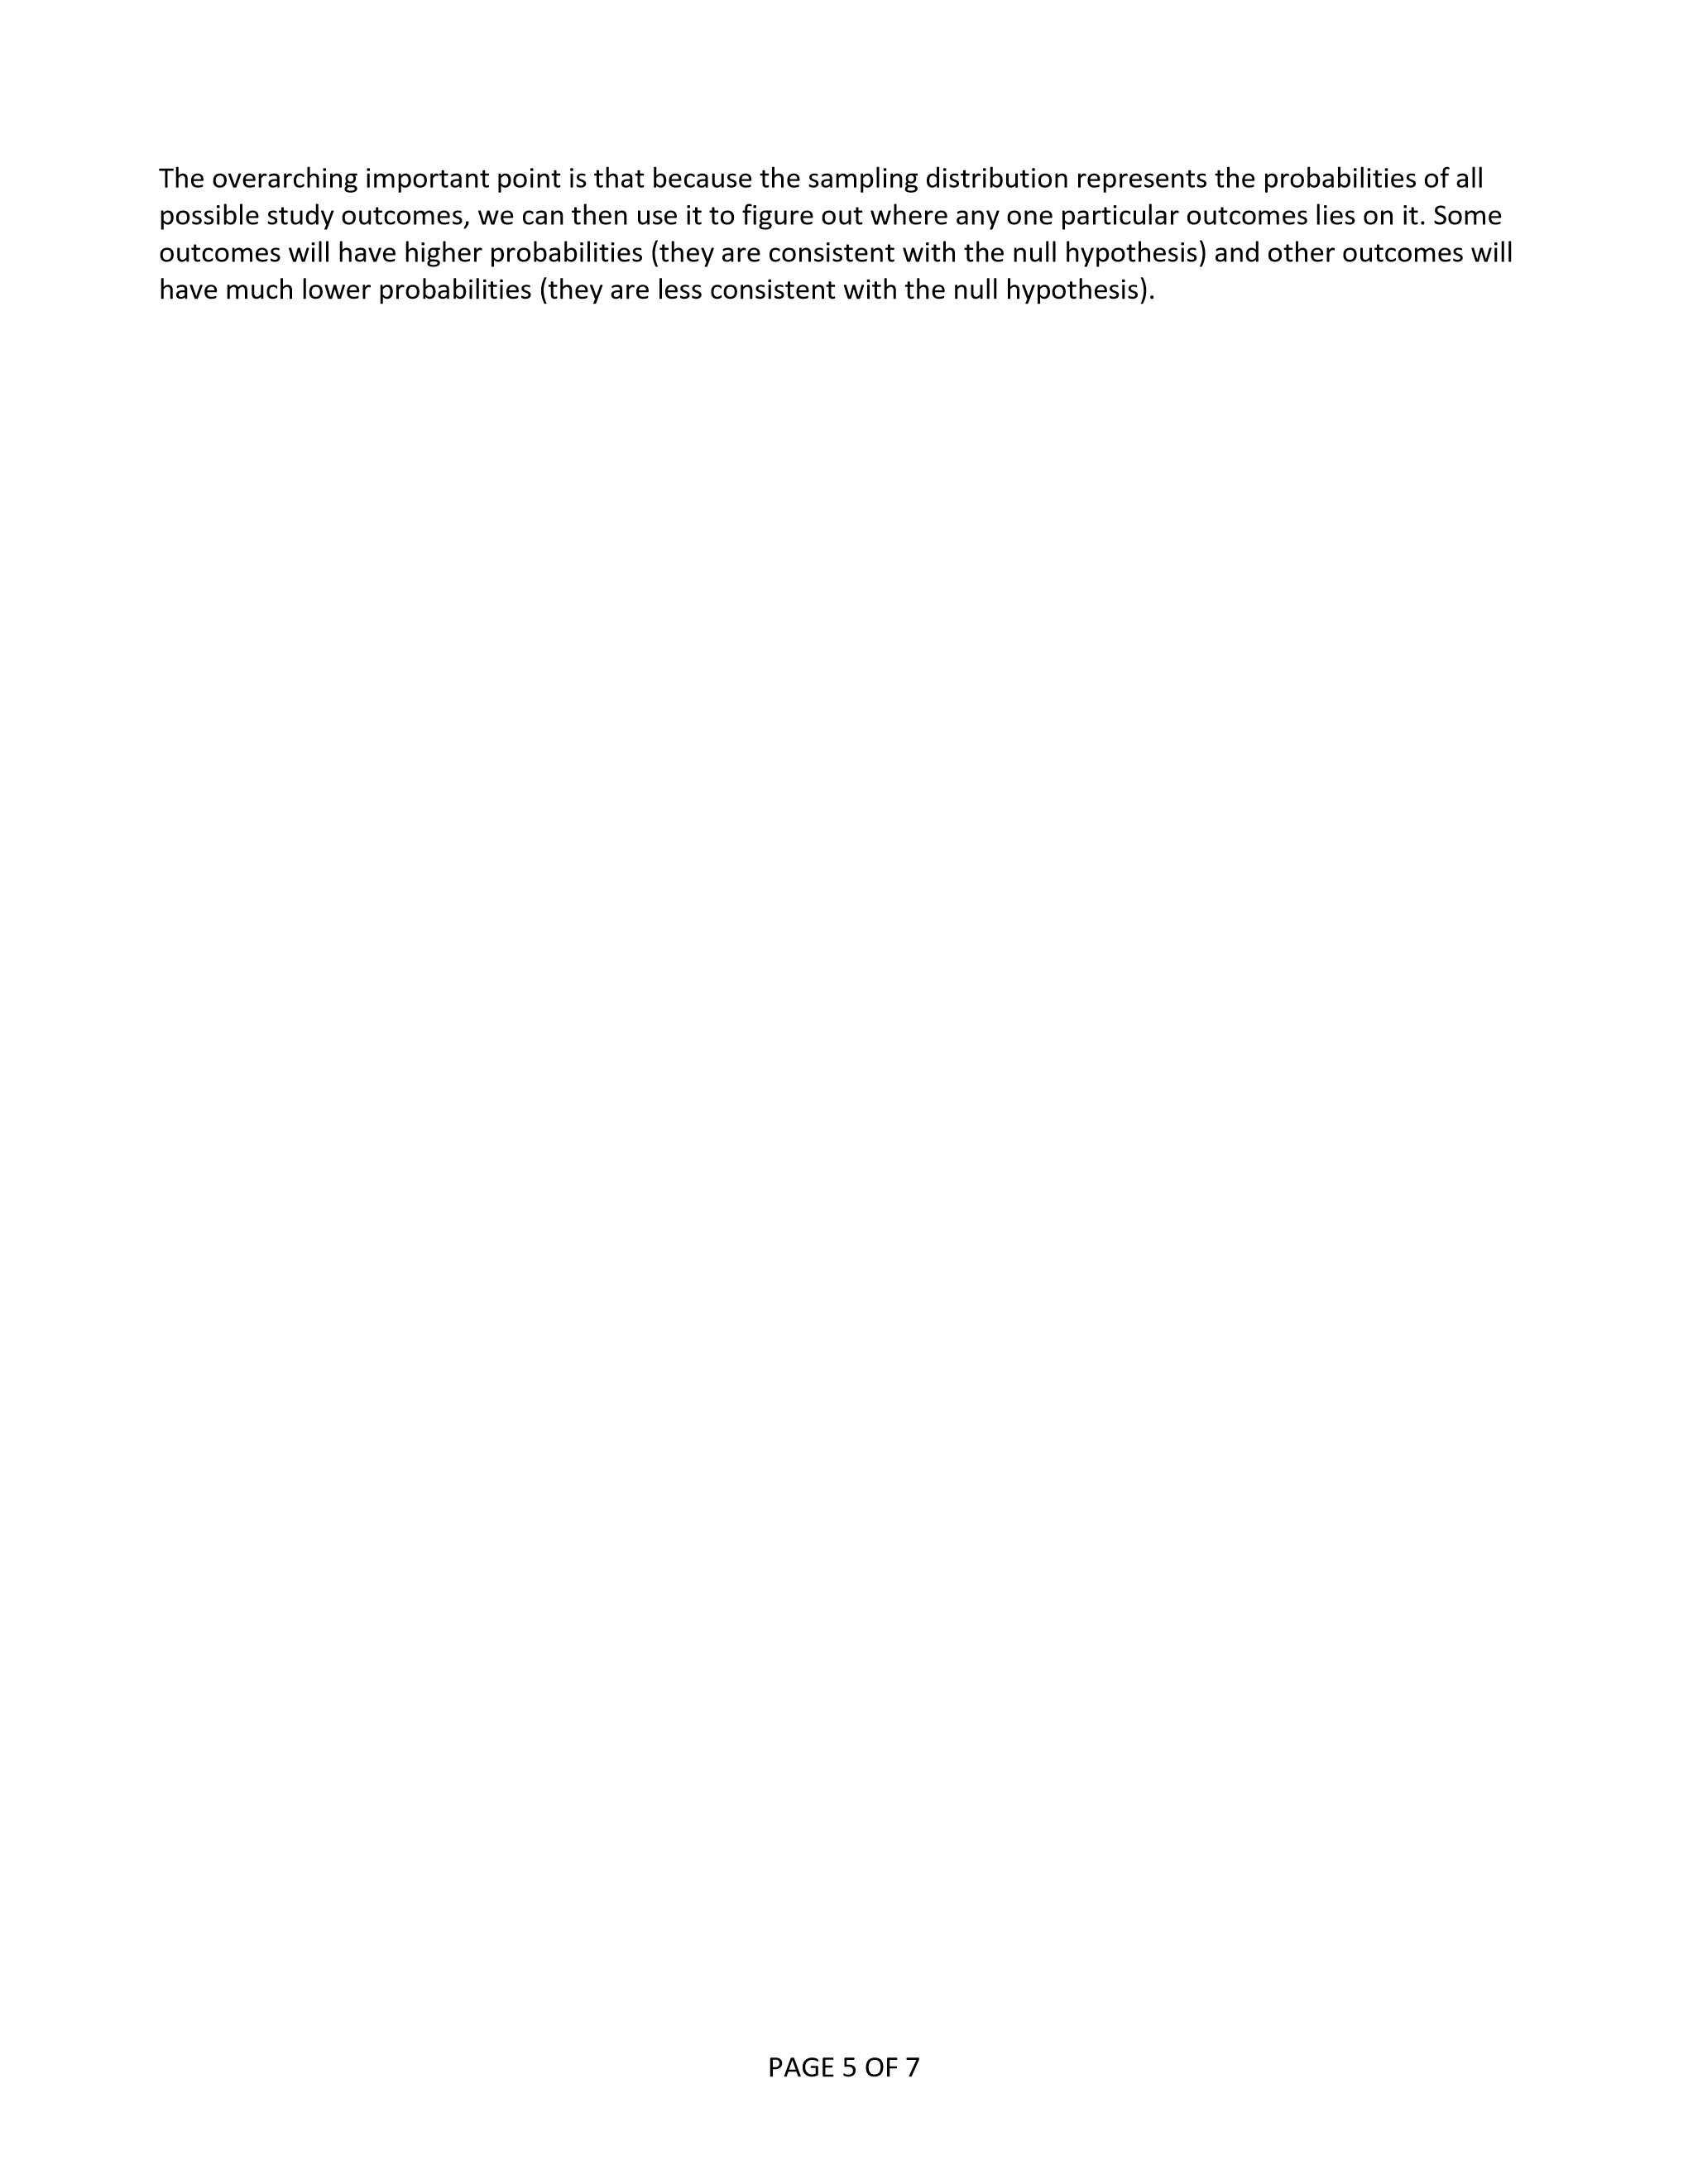 The overarching important point is that because the sampling distribution represents the probabilities of all
possible study outcomes, we can then use it to figure out where any one particular outcomes lies on it. Some
outcomes will have higher probabilities (they are consistent with the null hypothesis) and other outcomes will
have much lower probabilities (they are less consistent with the null hypothesis).
PAGE 5 OF 7